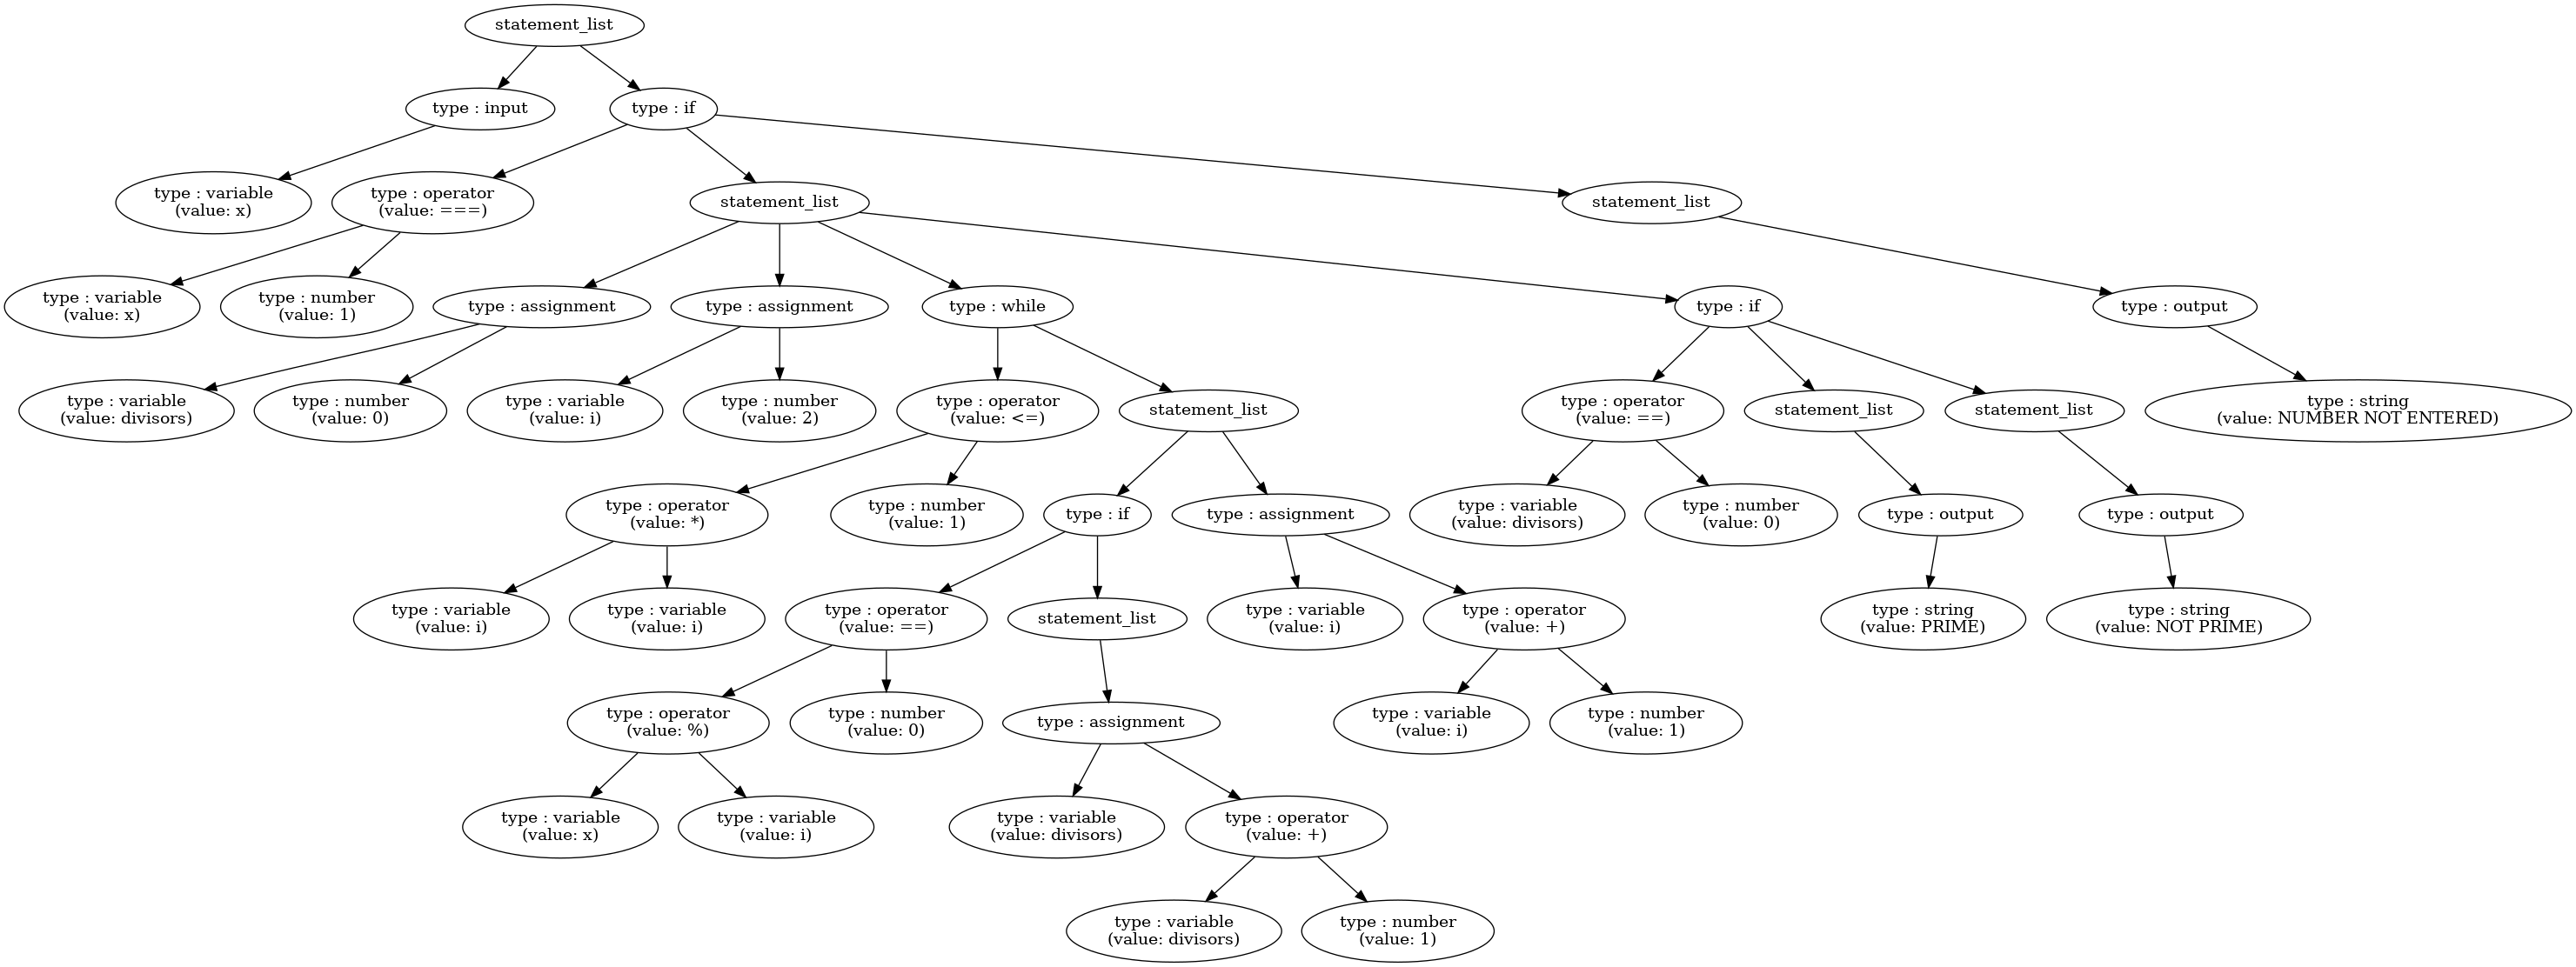 statement_list
type : input
type : if
type : variable
(value: x)
type : operator
(value: ===)
statement_list
statement_list
type : variable
(value: x)
type : number
(value: 1)
type : assignment
type : assignment
type : while
type : if
type : output
type : variable
(value: divisors)
type : number
(value: 0)
type : variable
(value: i)
type : number
(value: 2)
type : operator
(value: <=)
statement_list
type : operator
(value: ==)
statement_list
statement_list
type : string
(value: NUMBER NOT ENTERED)
type : operator
(value: *)
type : number
(value: 1)
type : if
type : assignment
type : variable
(value: divisors)
type : number
(value: 0)
type : output
type : output
type : variable
(value: i)
type : variable
(value: i)
type : operator
(value: ==)
statement_list
type : variable
(value: i)
type : operator
(value: +)
type : string
(value: PRIME)
type : string
(value: NOT PRIME)
type : operator
(value: %)
type : number
(value: 0)
type : assignment
type : variable
(value: i)
type : number
(value: 1)
type : variable
(value: x)
type : variable
(value: i)
type : variable
(value: divisors)
type : operator
(value: +)
type : variable
(value: divisors)
type : number
(value: 1)